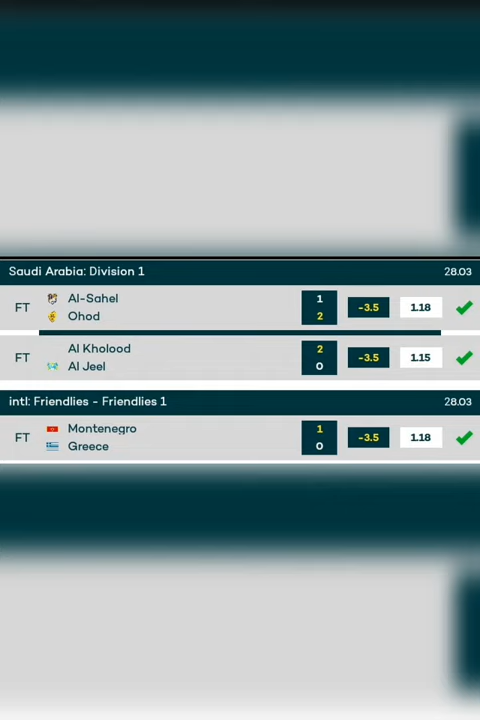 Saudi Arabia: Division 1 28.03
FT Al-Sahel 1 -3.5 1.18
Ohod 2
FT Al Kholood 2 -3.5 1.15
Al Jeel 0
intl: Friendlies - Friendlies 1 28.03
FT Montenegro 1 -3.5 1.18
Greece 0